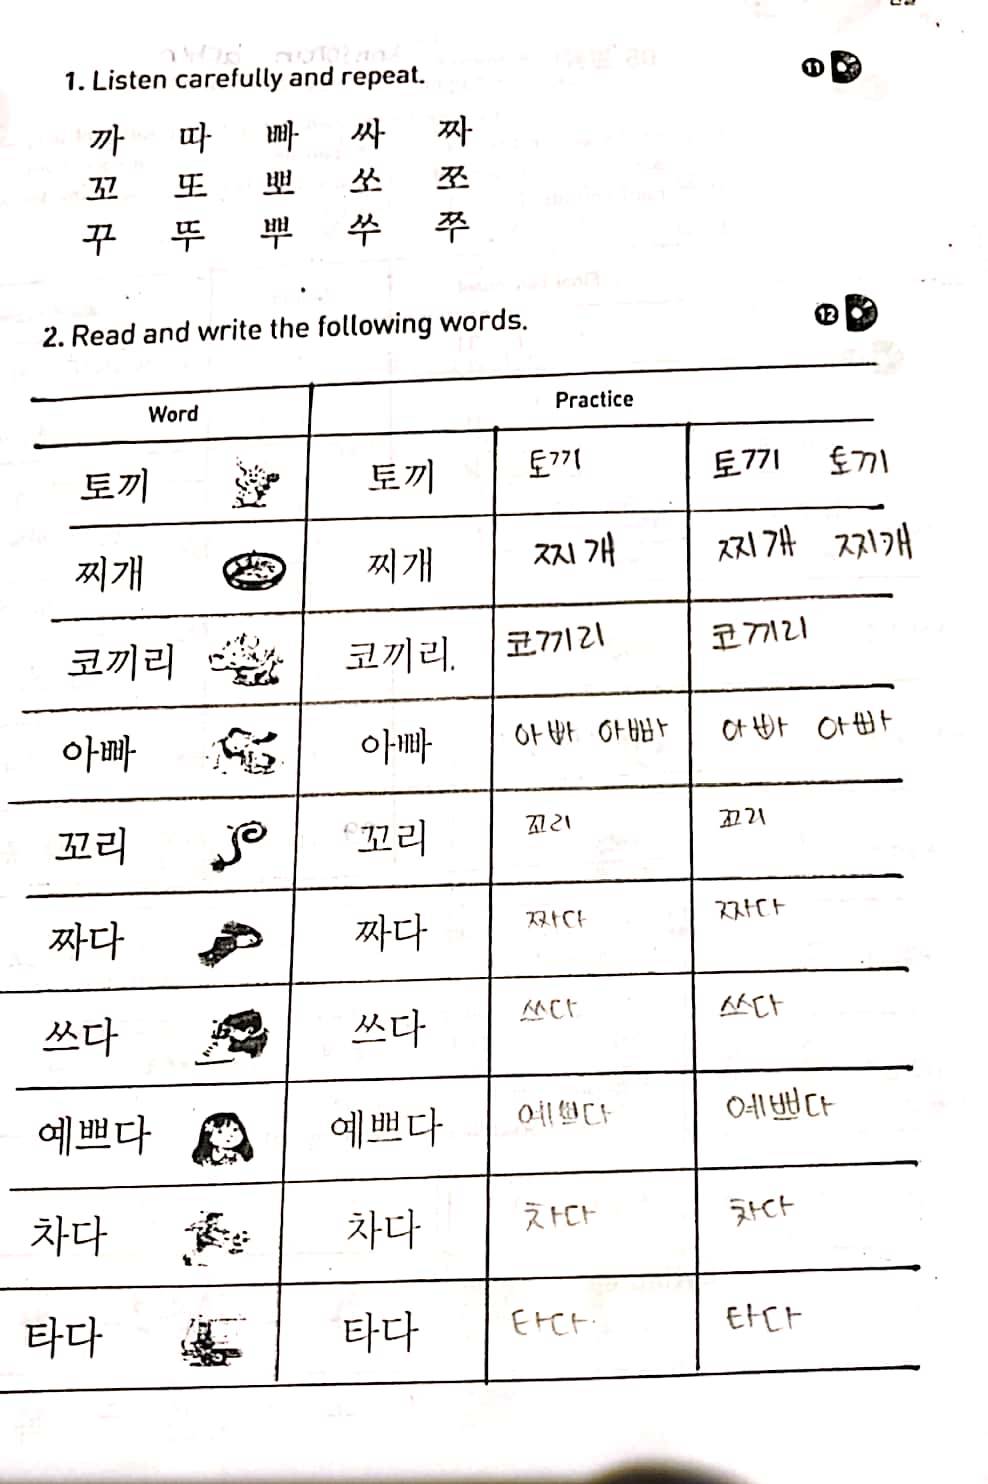 1. Listen carefully and repeat.
11
까 따 빠 싸 짜
꼬 또 뽀 쏘 쪼
꾸 뚜 뿌 쑤 쭈
2. Read and write the following words.
12
Word Practice
토끼 토끼 토끼 토끼 토끼
찌개 찌개 찌개 찌개 찌개
코끼리 코끼리. 코끼리 코끼리
아빠 아빠 아빠 아빠 아빠 아빠
꼬리 꼬리 꼬리 꼬리
짜다 짜다 짜다 짜다
쓰다 쓰다 쓰다 쓰다
예쁘다 예쁘다 예쁘다 예쁘다
차다 차다 차다 차다
타다 타다 타다 타다